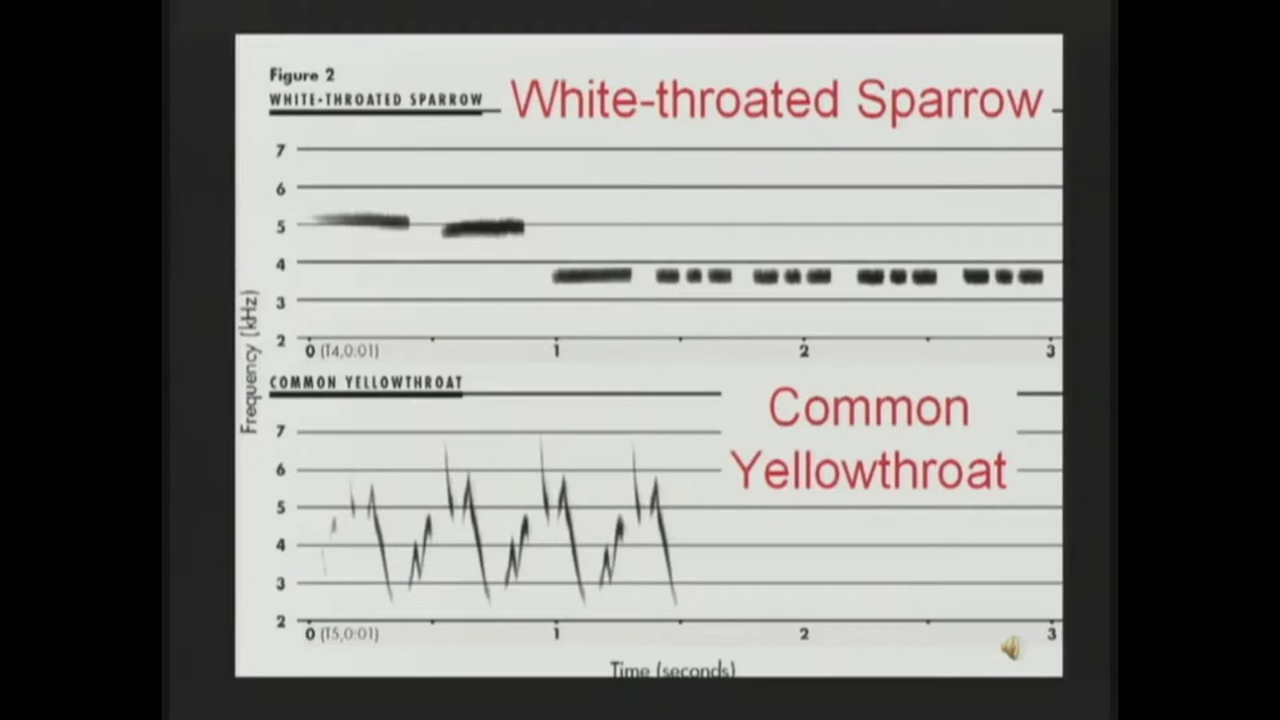 Figure 2
WHITE-THROATED SPARROW
White-throated Sparrow
7
6
5
4
3
2
0 (T4,0:01)
1
2
3
Frequency (kHz)
COMMON YELLOWTHROAT
Common
Yellowthroat
7
6
5
4
3
2
0 (T5,0:01)
1
2
3
Time (seconds)